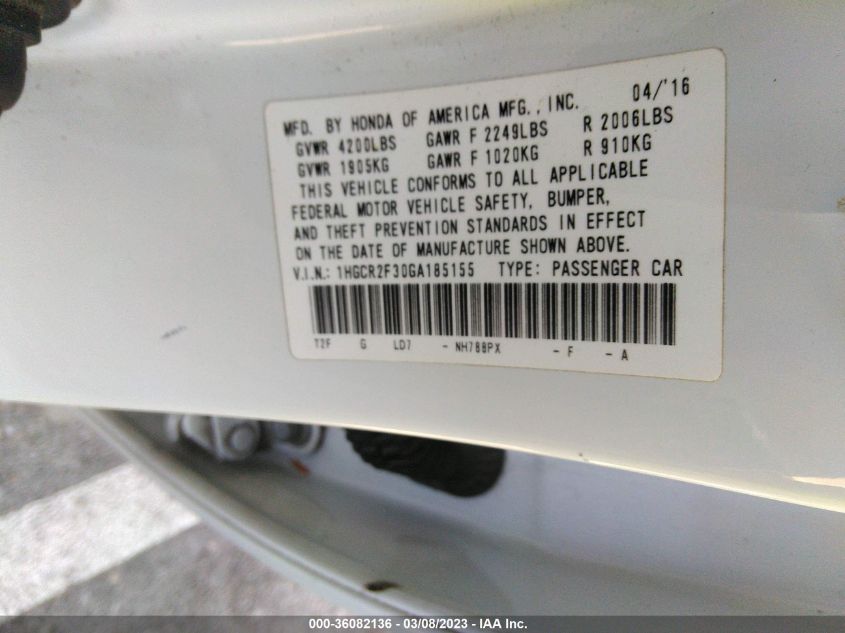 MFD. BY HONDA OF AMERICA MFG., INC. 04/'16
GVWR 4200LBS GAWR F 2249LBS R 2006LBS
GVWR 1905KG GAWR F 1020KG R 910KG
THIS VEHICLE CONFORMS TO ALL APPLICABLE
FEDERAL MOTOR VEHICLE SAFETY, BUMPER,
AND THEFT PREVENTION STANDARDS IN EFFECT
ON THE DATE OF MANUFACTURE SHOWN ABOVE.
V.I.N.: 1HGCR2F30GA185155 TYPE: PASSENGER CAR
T2F G LD7 - NH788PX - F - A
000-36082136 - 03/08/2023 - IAA Inc.